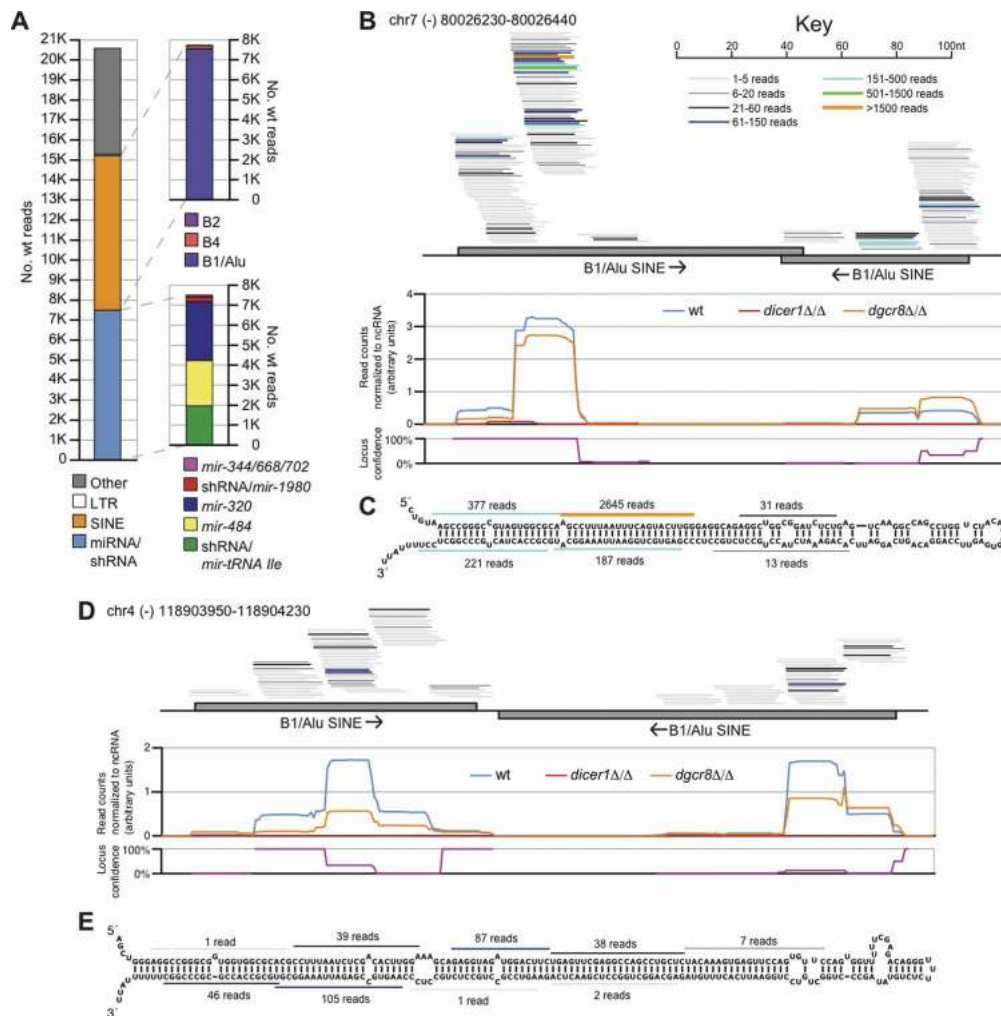 A
21K
20K
19K
18K
17K
16K
15K
14K
13K
12K
11K
10K
9K
8K
7K
6K
5K
4K
3K
2K
1K
0
No. wt reads
Other
LTR
SINE
miRNA/
shRNA
8K
7K
6K
5K
4K
3K
2K
1K
0
No. wt reads
B2
B4
B1/Alu
8K
7K
6K
5K
4K
3K
2K
1K
0
No. wt reads
mir-344/668/702
shRNA/mir-1980
mir-320
mir-484
shRNA/
mir-tRNA Ile
B chr7 (-) 80026230-80026440
Key
0 20 40 60 80 100nt
1-5 reads
6-20 reads
21-60 reads
61-150 reads
151-500 reads
501-1500 reads
>1500 reads
B1/Alu SINE →
← B1/Alu SINE
Read counts
normalized to ncRNA
(arbitrary units)
4
3
2
1
0
wt dicer1Δ/Δ dgcr8Δ/Δ
Locus
confidence
100%
0%
C
5´
377 reads 2645 reads 31 reads
221 reads 187 reads 13 reads
3´
D chr4 (-) 118903950-118904230
B1/Alu SINE →
← B1/Alu SINE
Read counts
normalized to ncRNA
(arbitrary units)
2
1
0
wt dicer1Δ/Δ dgcr8Δ/Δ
Locus
confidence
100%
0%
E
5´
1 read 39 reads 87 reads 38 reads 7 reads
46 reads 105 reads 1 read 2 reads
3´